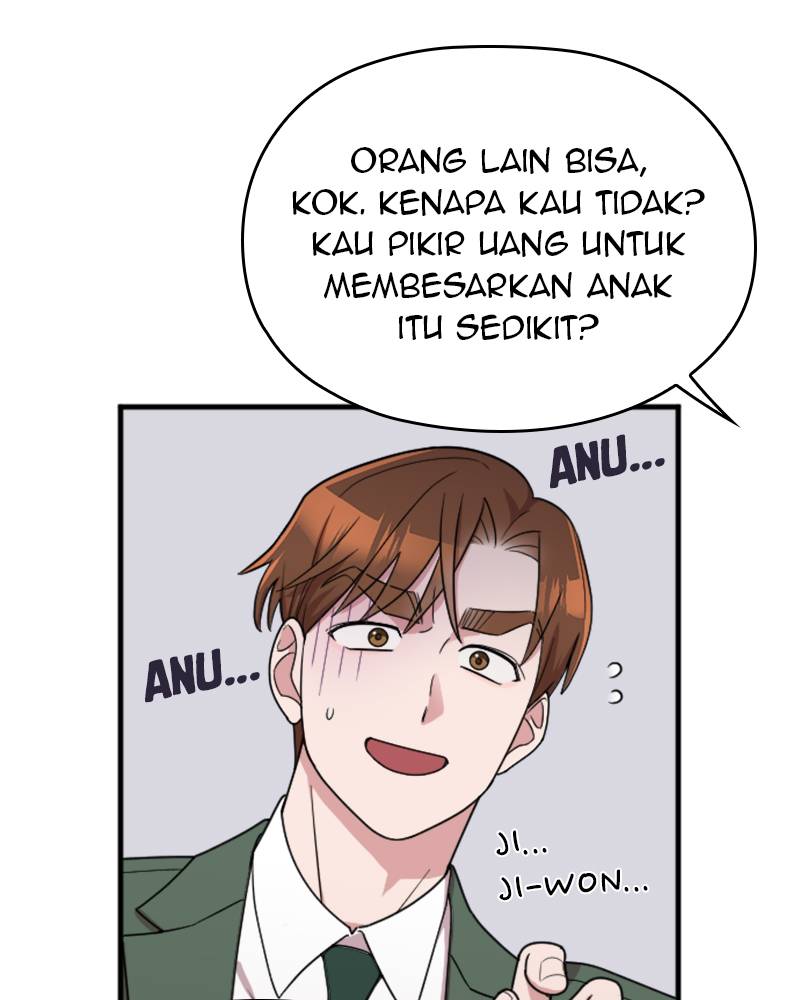 ORANG LAIN BISA,
KOK. KENAPA KAU TIDAK?
KAU PIKIR UANG UNTUK
MEMBESARKAN ANAK
ITU SEDIKIT?
ANU...
ANU...
JI...
JI-WON...